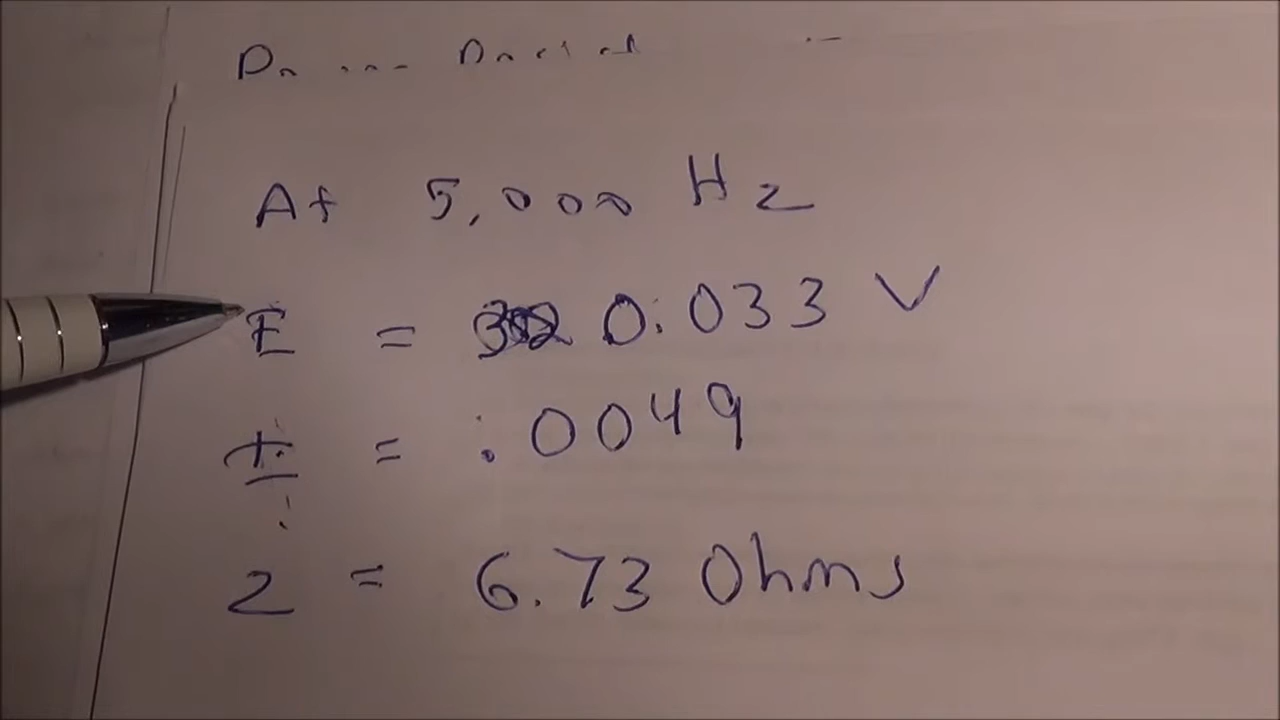 At 5,000 Hz
E = 0.033 V
I = .0049
Z = 6.73 Ohms